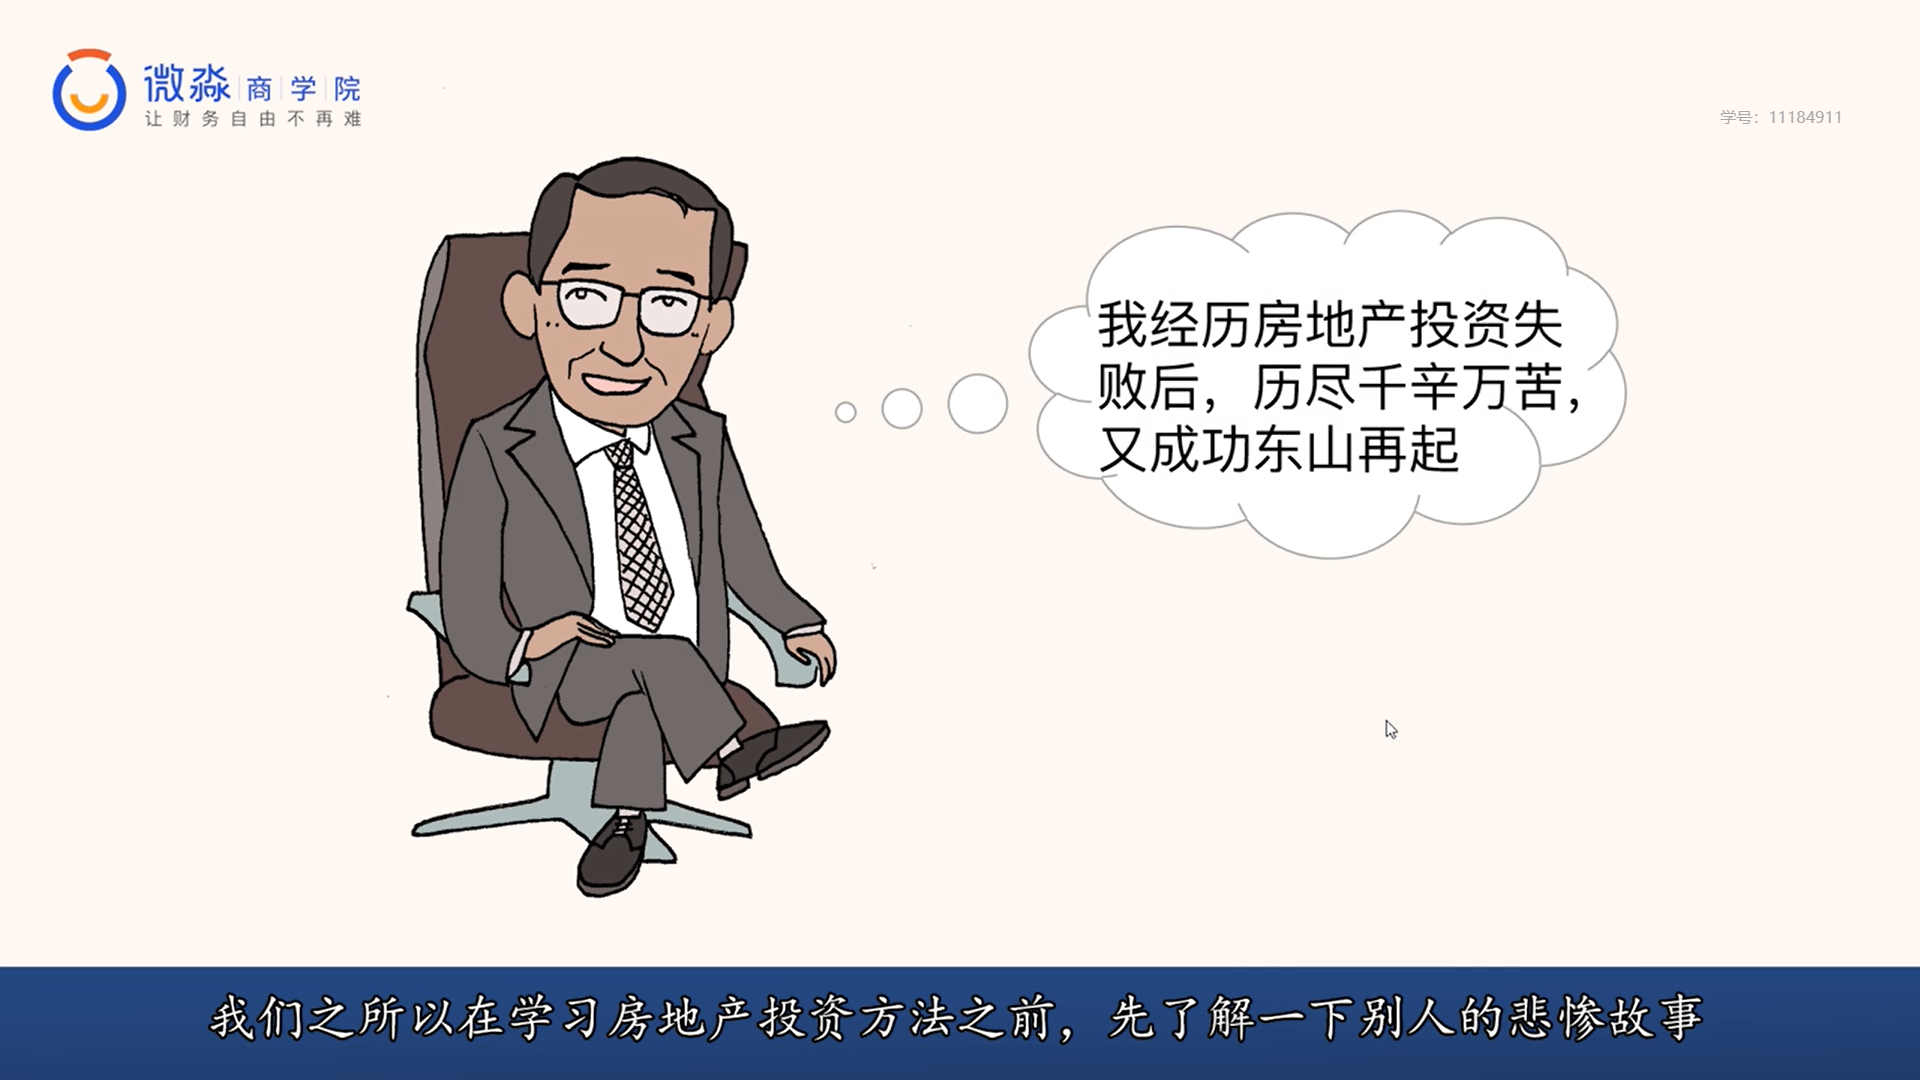 微淼商学院
让财务自由不再难
学号：11184911
我经历房地产投资失
败后，历尽千辛万苦，
又成功东山再起
我们之所以在学习房地产投资方法之前，先了解一下别人的悲惨故事